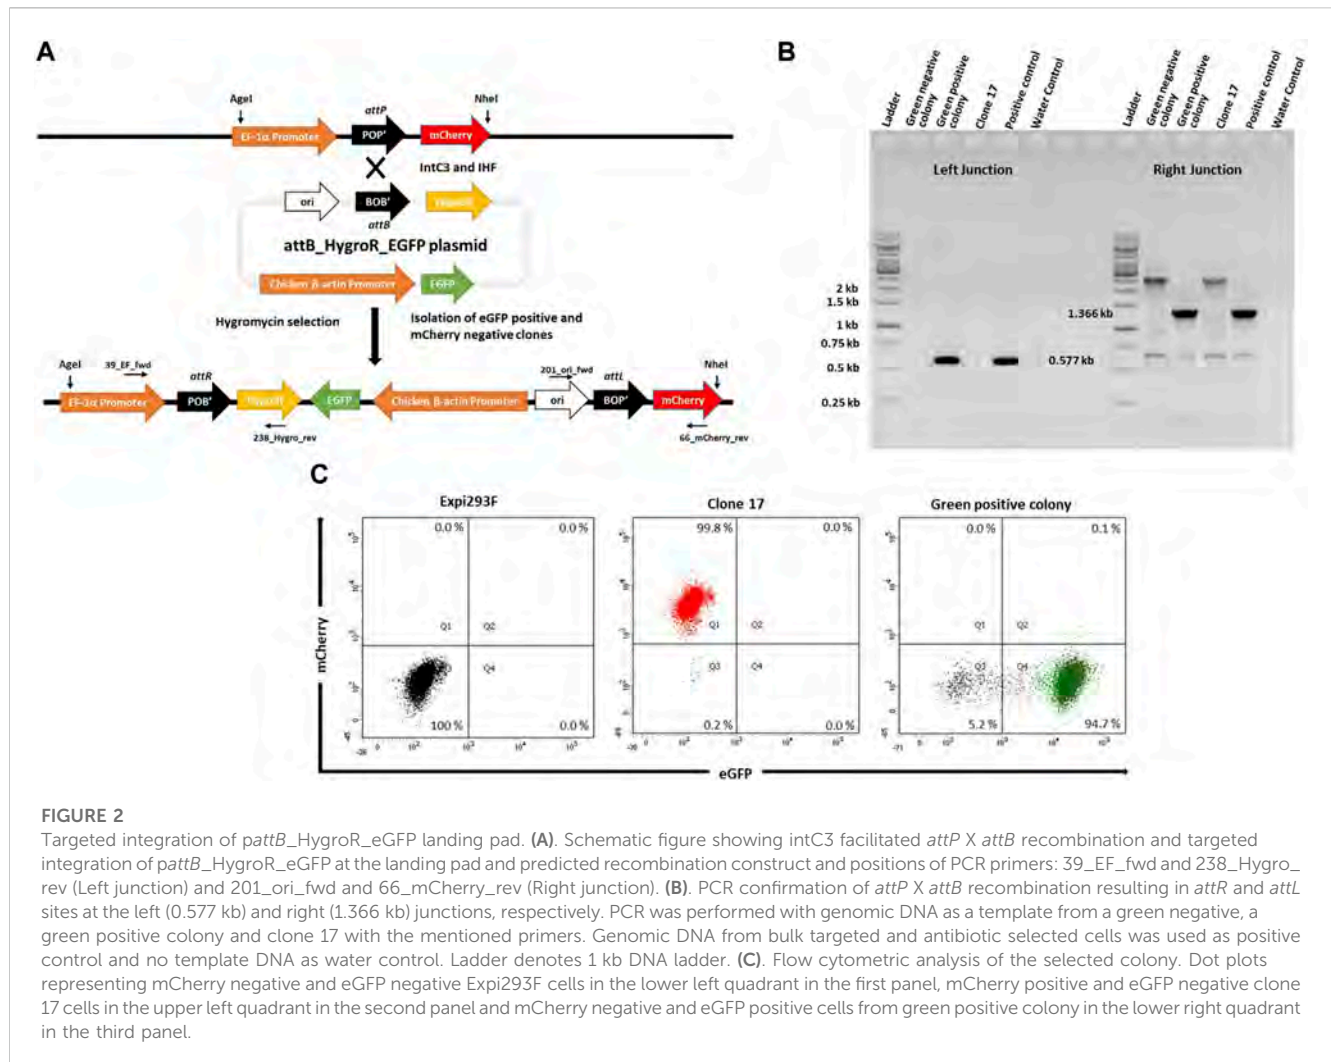 A
AgeI
attP
NheI
EF-1α Promoter
POP'
mCherry
IntC3 and IHF
ori
BOB'
HygroR
attB
attB_HygroR_EGFP plasmid
Chicken β-actin Promoter
EGFP
Hygromycin selection
Isolation of eGFP positive and
mCherry negative clones
AgeI
39_EF_fwd
attR
201_ori_fwd
attL
NheI
EF-1α Promoter
POB'
HygroR
EGFP
Chicken β-actin Promoter
ori
BOP'
mCherry
238_Hygro_rev
66_mCherry_rev
B
Ladder
Green negative
colony
Green positive
colony
Clone 17
Positive control
Water Control
Ladder
Green negative
colony
Green positive
colony
Clone 17
Positive control
Water Control
Left Junction
Right Junction
2 kb
1.5 kb
1 kb
0.75 kb
0.5 kb
0.25 kb
1.366 kb
0.577 kb
C
Expi293F
Clone 17
Green positive colony
mCherry
0.0 %
0.0 %
Q1
Q2
Q4
100 %
0.0 %
99.8 %
0.0 %
Q1
Q2
Q3
Q4
0.2 %
0.0 %
0.0 %
0.1 %
Q1
Q2
Q3
Q4
5.2 %
94.7 %
eGFP
FIGURE 2
Targeted integration of pattB_HygroR_eGFP landing pad. (A). Schematic figure showing intC3 facilitated attP X attB recombination and targeted
integration of pattB_HygroR_eGFP at the landing pad and predicted recombination construct and positions of PCR primers: 39_EF_fwd and 238_Hygro_
rev (Left junction) and 201_ori_fwd and 66_mCherry_rev (Right junction). (B). PCR confirmation of attP X attB recombination resulting in attR and attL
sites at the left (0.577 kb) and right (1.366 kb) junctions, respectively. PCR was performed with genomic DNA as a template from a green negative, a
green positive colony and clone 17 with the mentioned primers. Genomic DNA from bulk targeted and antibiotic selected cells was used as positive
control and no template DNA as water control. Ladder denotes 1 kb DNA ladder. (C). Flow cytometric analysis of the selected colony. Dot plots
representing mCherry negative and eGFP negative Expi293F cells in the lower left quadrant in the first panel, mCherry positive and eGFP negative clone
17 cells in the upper left quadrant in the second panel and mCherry negative and eGFP positive cells from green positive colony in the lower right quadrant
in the third panel.